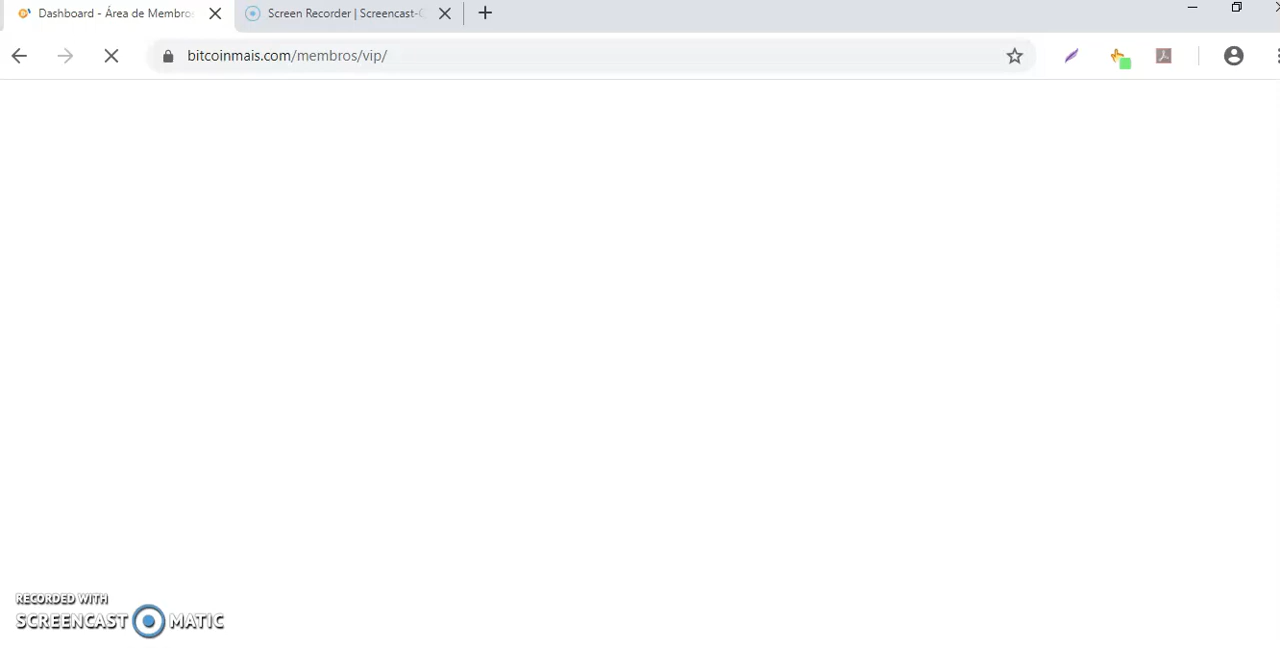 Dashboard - Área de Membro
Screen Recorder | Screencast-
bitcoinmais.com/membros/vip/
RECORDED WITH
SCREENCAST MATIC